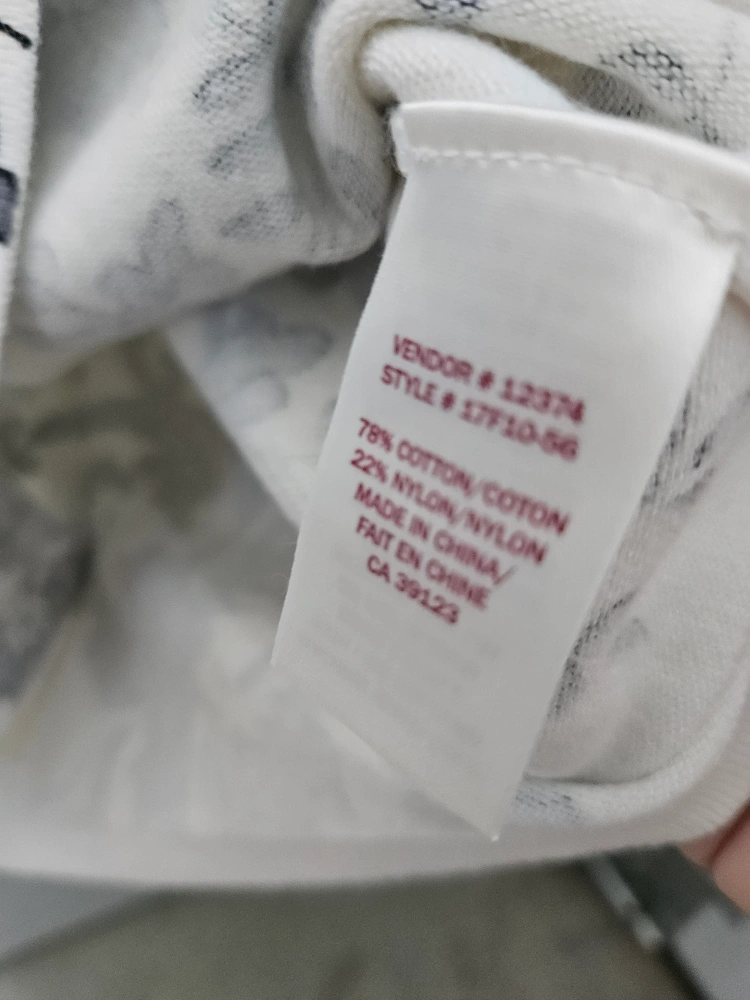 VENDOR # 12374
STYLE # 17F10-56
78% COTTON/COTON
22% NYLON/NYLON
MADE IN CHINA/
FAIT EN CHINE
CA 39123